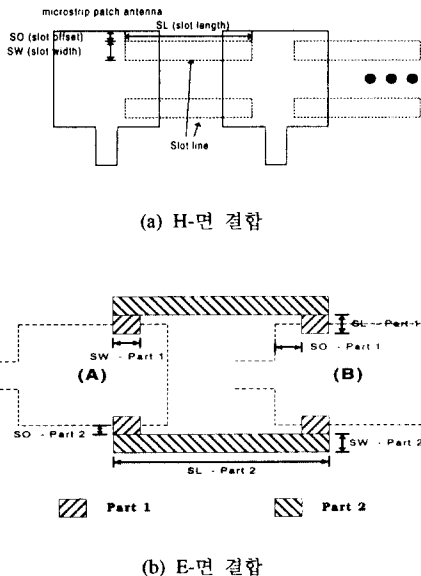 microstrip patch antenna
SL (slot length)
SO (slot offset)
SW (slot width)
Slot line
(a) H-면 결합
SL - Part 1
SW - Part 1
SO - Part 1
(A)
(B)
SO - Part 2
SW - Part 2
SL - Part 2
Part 1
Part 2
(b) E-면 결합